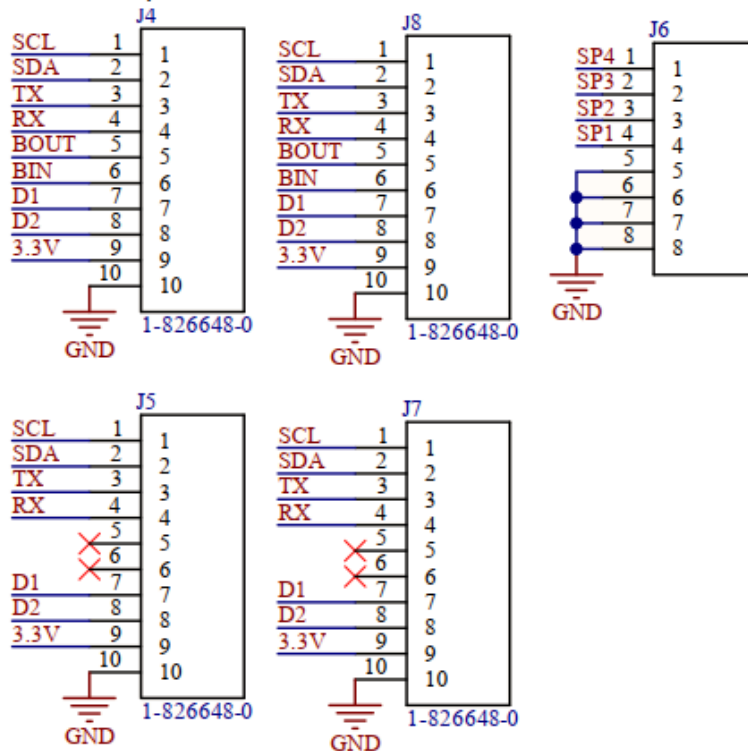 J4
SCL 1 1
SDA 2 2
TX 3 3
RX 4 4
BOUT 5 5
BIN 6 6
D1 7 7
D2 8 8
3.3V 9 9
10 10
GND
1-826648-0
J8
SCL 1 1
SDA 2 2
TX 3 3
RX 4 4
BOUT 5 5
BIN 6 6
D1 7 7
D2 8 8
3.3V 9 9
10 10
GND
1-826648-0
J6
SP4 1 1
SP3 2 2
SP2 3 3
SP1 4 4
5 5
6 6
7 7
8 8
GND
J5
SCL 1 1
SDA 2 2
TX 3 3
RX 4 4
5 5
6 6
D1 7 7
D2 8 8
3.3V 9 9
10 10
GND
1-826648-0
J7
SCL 1 1
SDA 2 2
TX 3 3
RX 4 4
5 5
6 6
D1 7 7
D2 8 8
3.3V 9 9
10 10
GND
1-826648-0